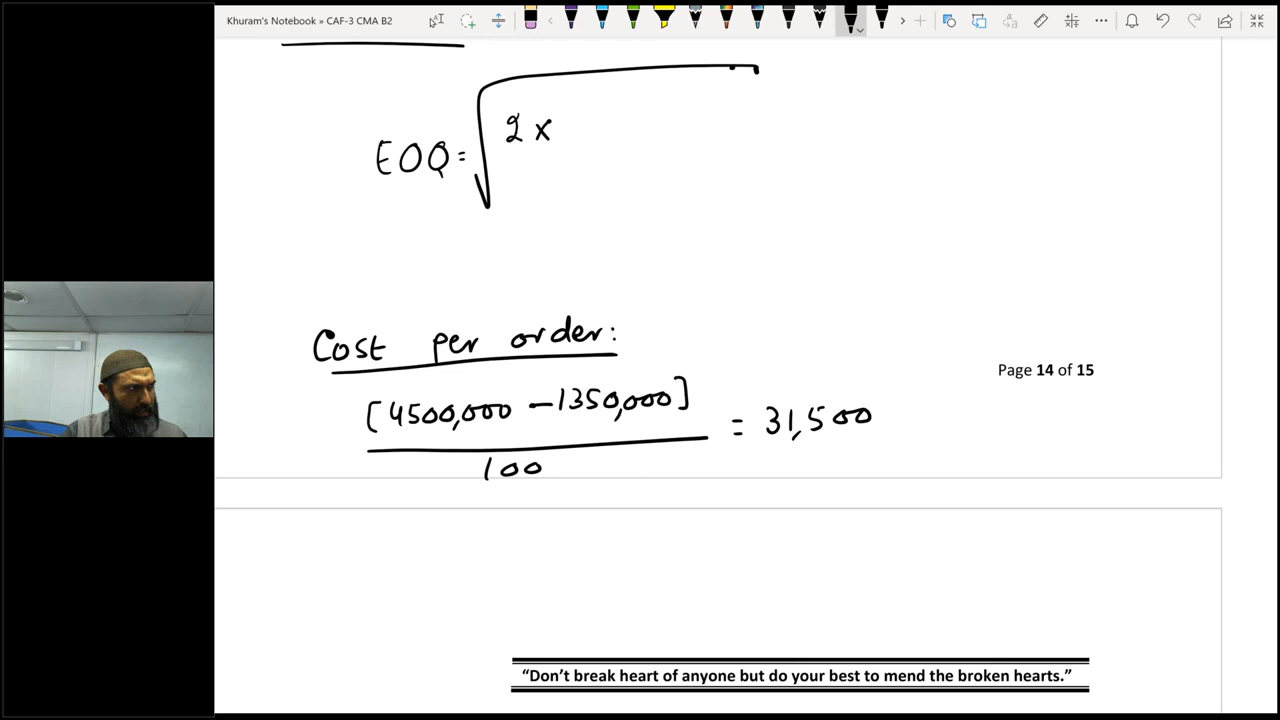 Khuram's Notebook » CAF-3 CMA B2
EOQ = √ 2 x
Cost per order:
[4500,000 – 1350,000]
100
= 31,500
Page 14 of 15
“Don’t break heart of anyone but do your best to mend the broken hearts.”